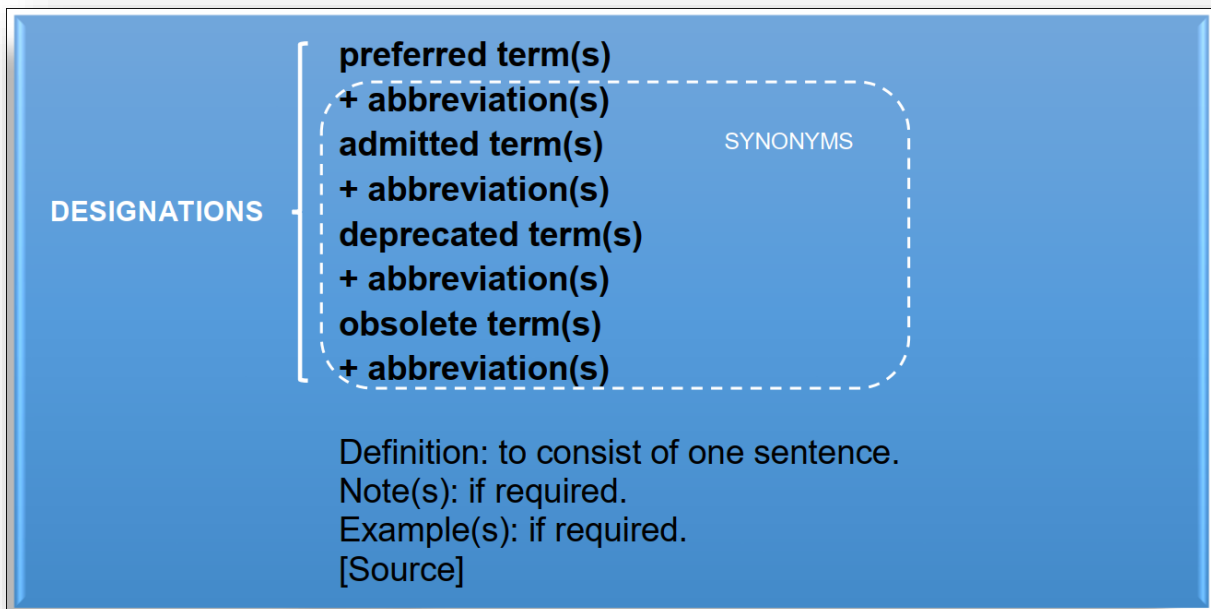 preferred term(s)
+ abbreviation(s)
admitted term(s)
SYNONYMS
+ abbreviation(s)
DESIGNATIONS
deprecated term(s)
+ abbreviation(s)
obsolete term(s)
+ abbreviation(s)
Definition: to consist of one sentence.
Note(s): if required.
Example(s): if required.
[Source]